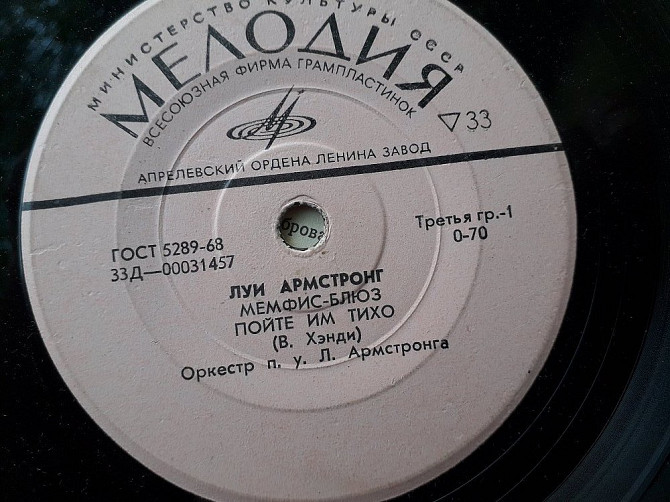 МИНИСТЕРСТВО КУЛЬТУРЫ СССР
МЕЛОДИЯ
ВСЕСОЮЗНАЯ ФИРМА ГРАМПЛАСТИНОК
33
АПРЕЛЕВСКИЙ ОРДЕНА ЛЕНИНА ЗАВОД
ГОСТ 5289-68
33Д—00031457
Третья гр.-1
0-70
ЛУИ АРМСТРОНГ
МЕМФИС-БЛЮЗ
ПОЙТЕ ИМ ТИХО
(В. Хэнди)
Оркестр п. у. Л. Армстронга